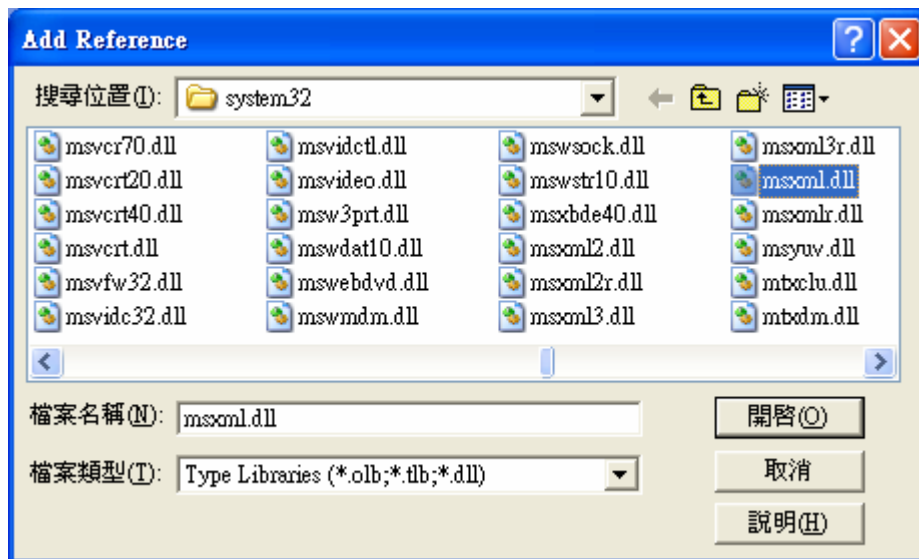 Add Reference
搜尋位置(I): system32
msvcr70.dll msvidctl.dll mswsock.dll msxml3r.dll
msvcrt20.dll msvideo.dll mswstr10.dll msxml.dll
msvcrt40.dll msw3prt.dll msxbde40.dll msxmlr.dll
msvcrt.dll mswdat10.dll msxml2.dll msyuv.dll
msvfw32.dll mswebdvd.dll msxml2r.dll mtxclu.dll
msvidc32.dll mswmdm.dll msxml3.dll mtxdm.dll
檔案名稱(N): msxml.dll 開啓(O)
檔案類型(T): Type Libraries (*.olb;*.tlb;*.dll) 取消
說明(H)